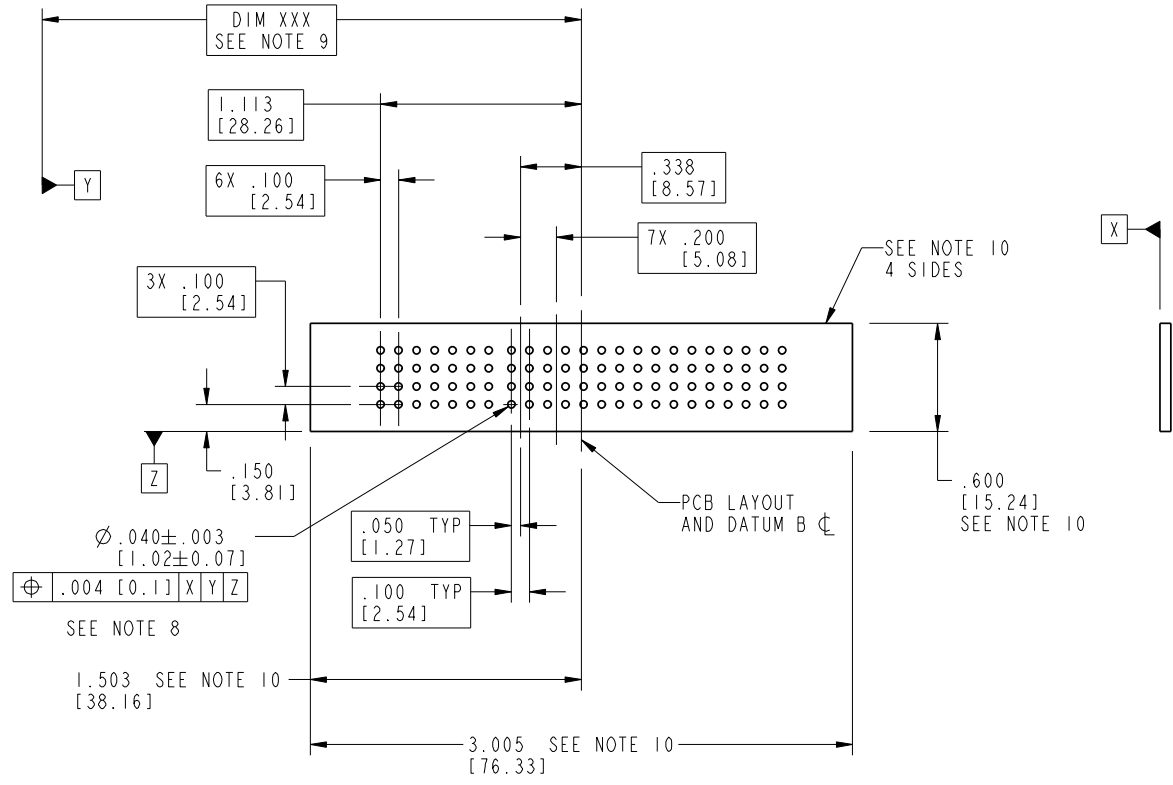 DIM XXX
SEE NOTE 9
1.113
[28.26]
.338
[8.57]
Y
6X .100
[2.54]
7X .200
[5.08]
X
SEE NOTE 10
4 SIDES
3X .100
[2.54]
.150
[3.81]
Z
.600
[15.24]
SEE NOTE 10
PCB LAYOUT
AND DATUM B ℄
.050 TYP
[1.27]
Ø.040±.003
[1.02±0.07]
⌖ .004 [0.1] X Y Z
SEE NOTE 8
.100 TYP
[2.54]
1.503 SEE NOTE 10
[38.16]
3.005 SEE NOTE 10
[76.33]